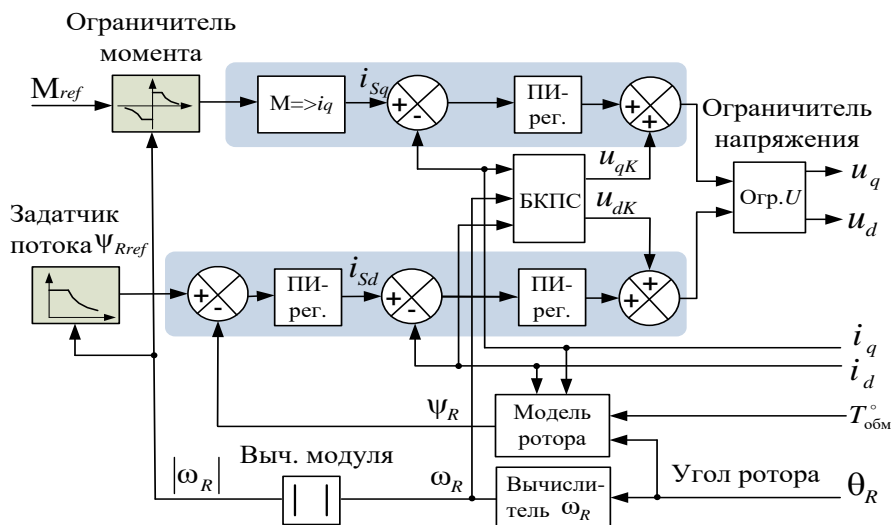 Ограничитель
момента
M_ref
M=>i_q
i_Sq
+
-
ПИ-
рег.
+
+
Ограничитель
напряжения
u_qK
БКПС
u_dK
Огр.U
u_q
u_d
Задатчик
потока Ψ_Rref
+
-
ПИ-
рег.
i_Sd
+
-
ПИ-
рег.
+
+
i_q
i_d
Ψ_R
Модель
ротора
T°_обм
|ω_R|
Выч. модуля
| |
ω_R
Вычисли-
тель ω_R
Угол ротора
θ_R